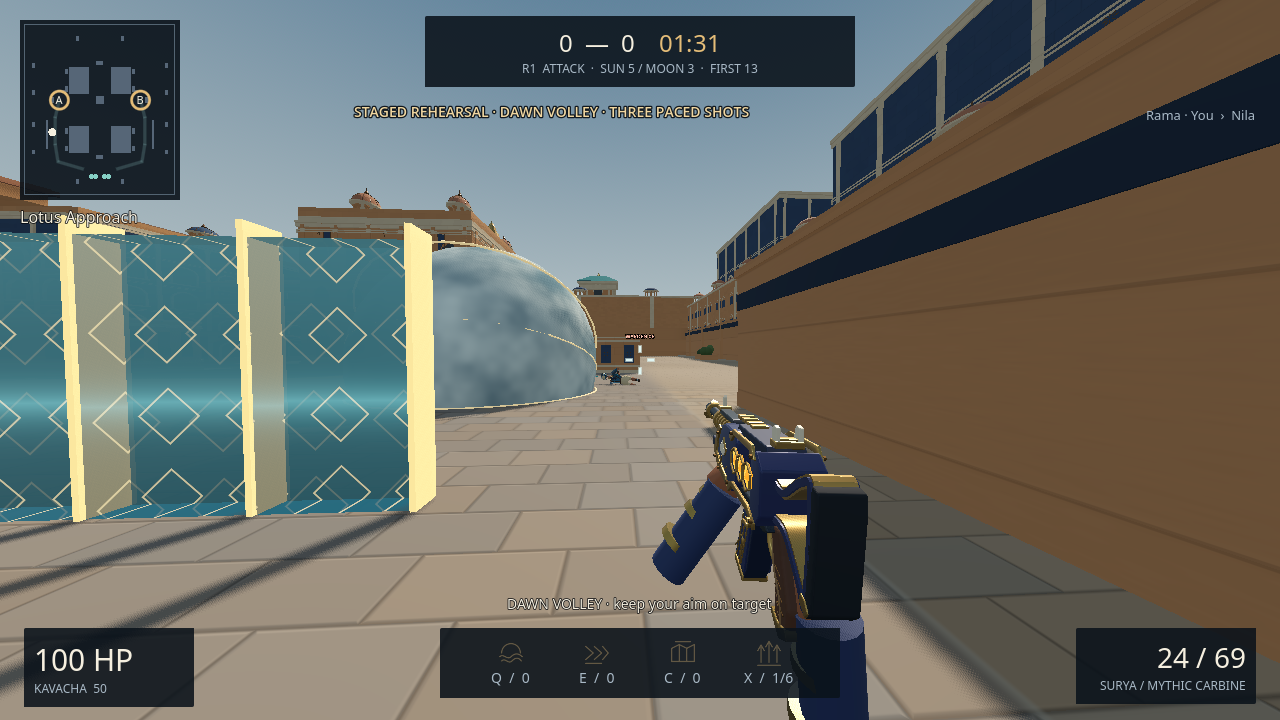 0 — 0 01:31
R1 ATTACK · SUN 5 / MOON 3 · FIRST 13
STAGED REHEARSAL · DAWN VOLLEY · THREE PACED SHOTS
Rama · You › Nila
A
B
Lotus Approach
DAWN VOLLEY · keep your aim on target
100 HP
KAVACHA 50
Q / 0
E / 0
C / 0
X / 1/6
24 / 69
SURYA / MYTHIC CARBINE